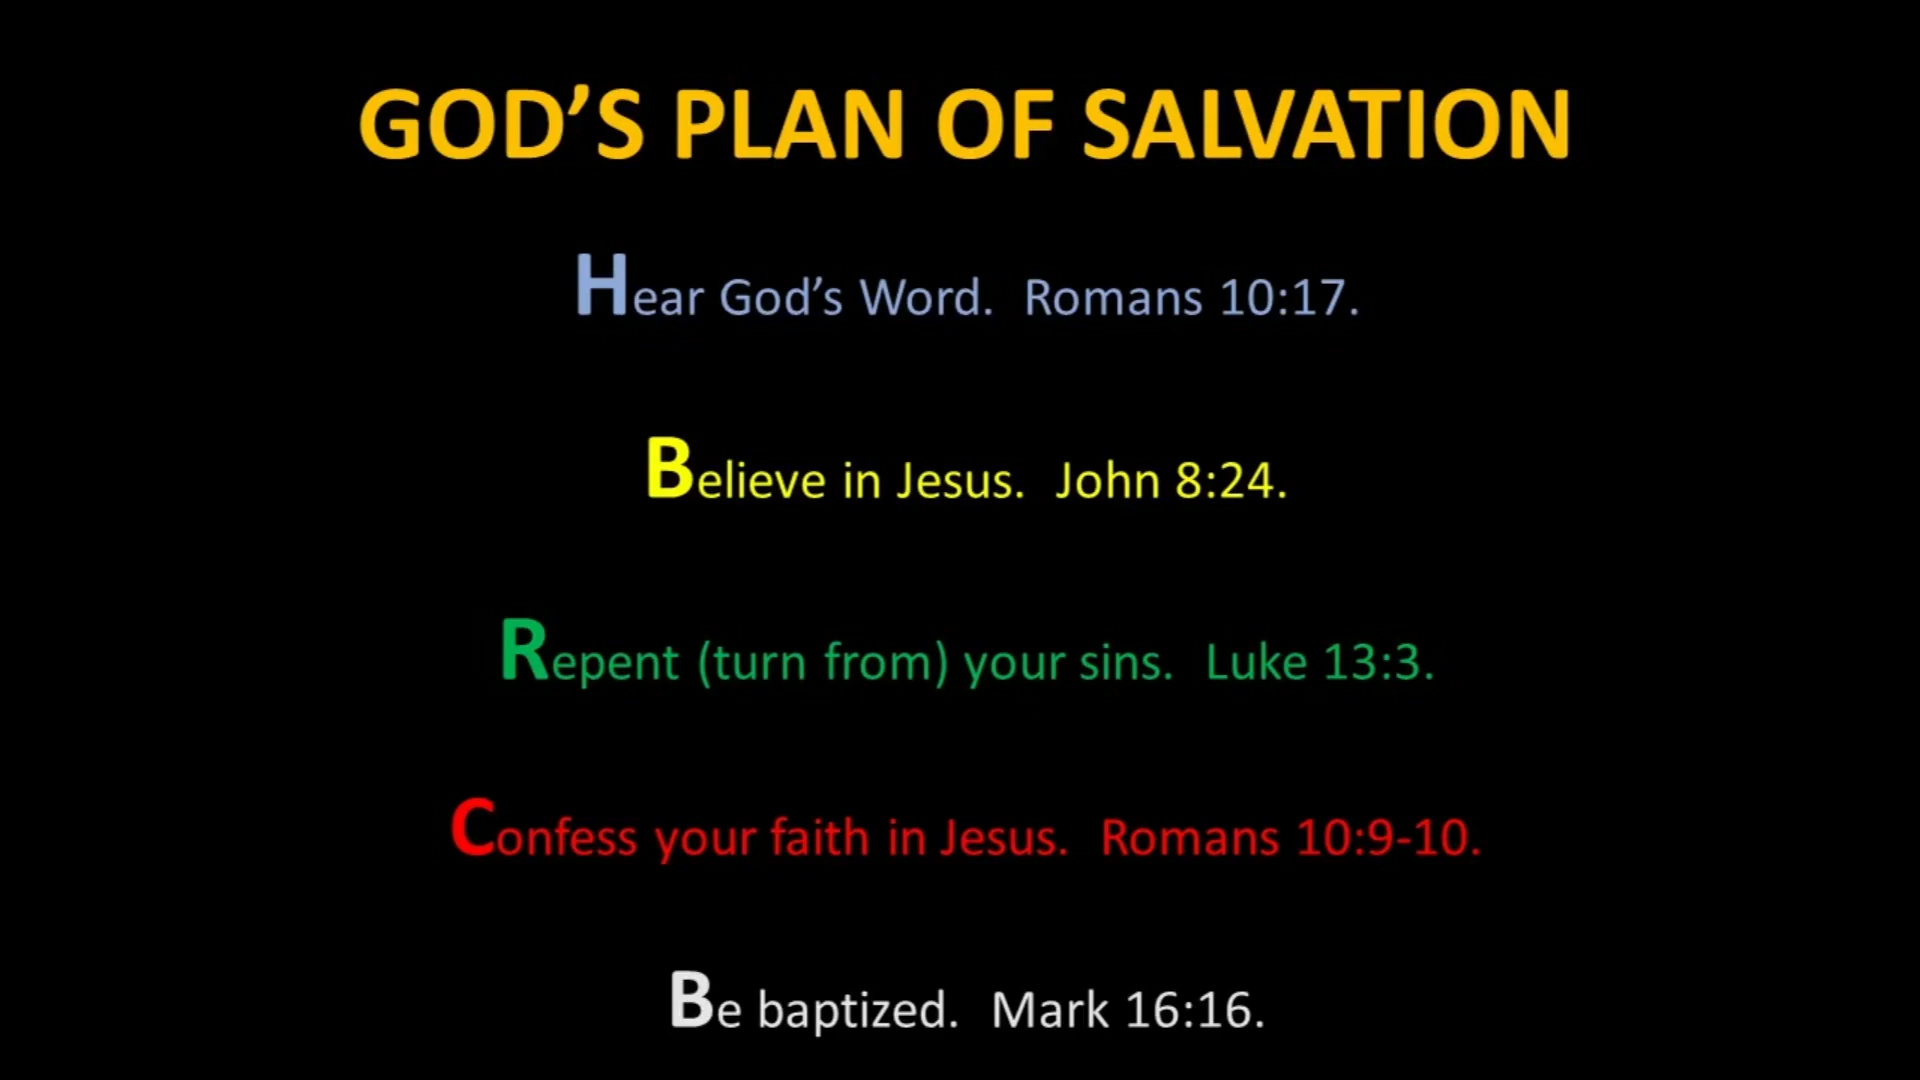 GOD’S PLAN OF SALVATION
Hear God’s Word.  Romans 10:17.
Believe in Jesus.  John 8:24.
Repent (turn from) your sins.  Luke 13:3.
Confess your faith in Jesus.  Romans 10:9-10.
Be baptized.  Mark 16:16.